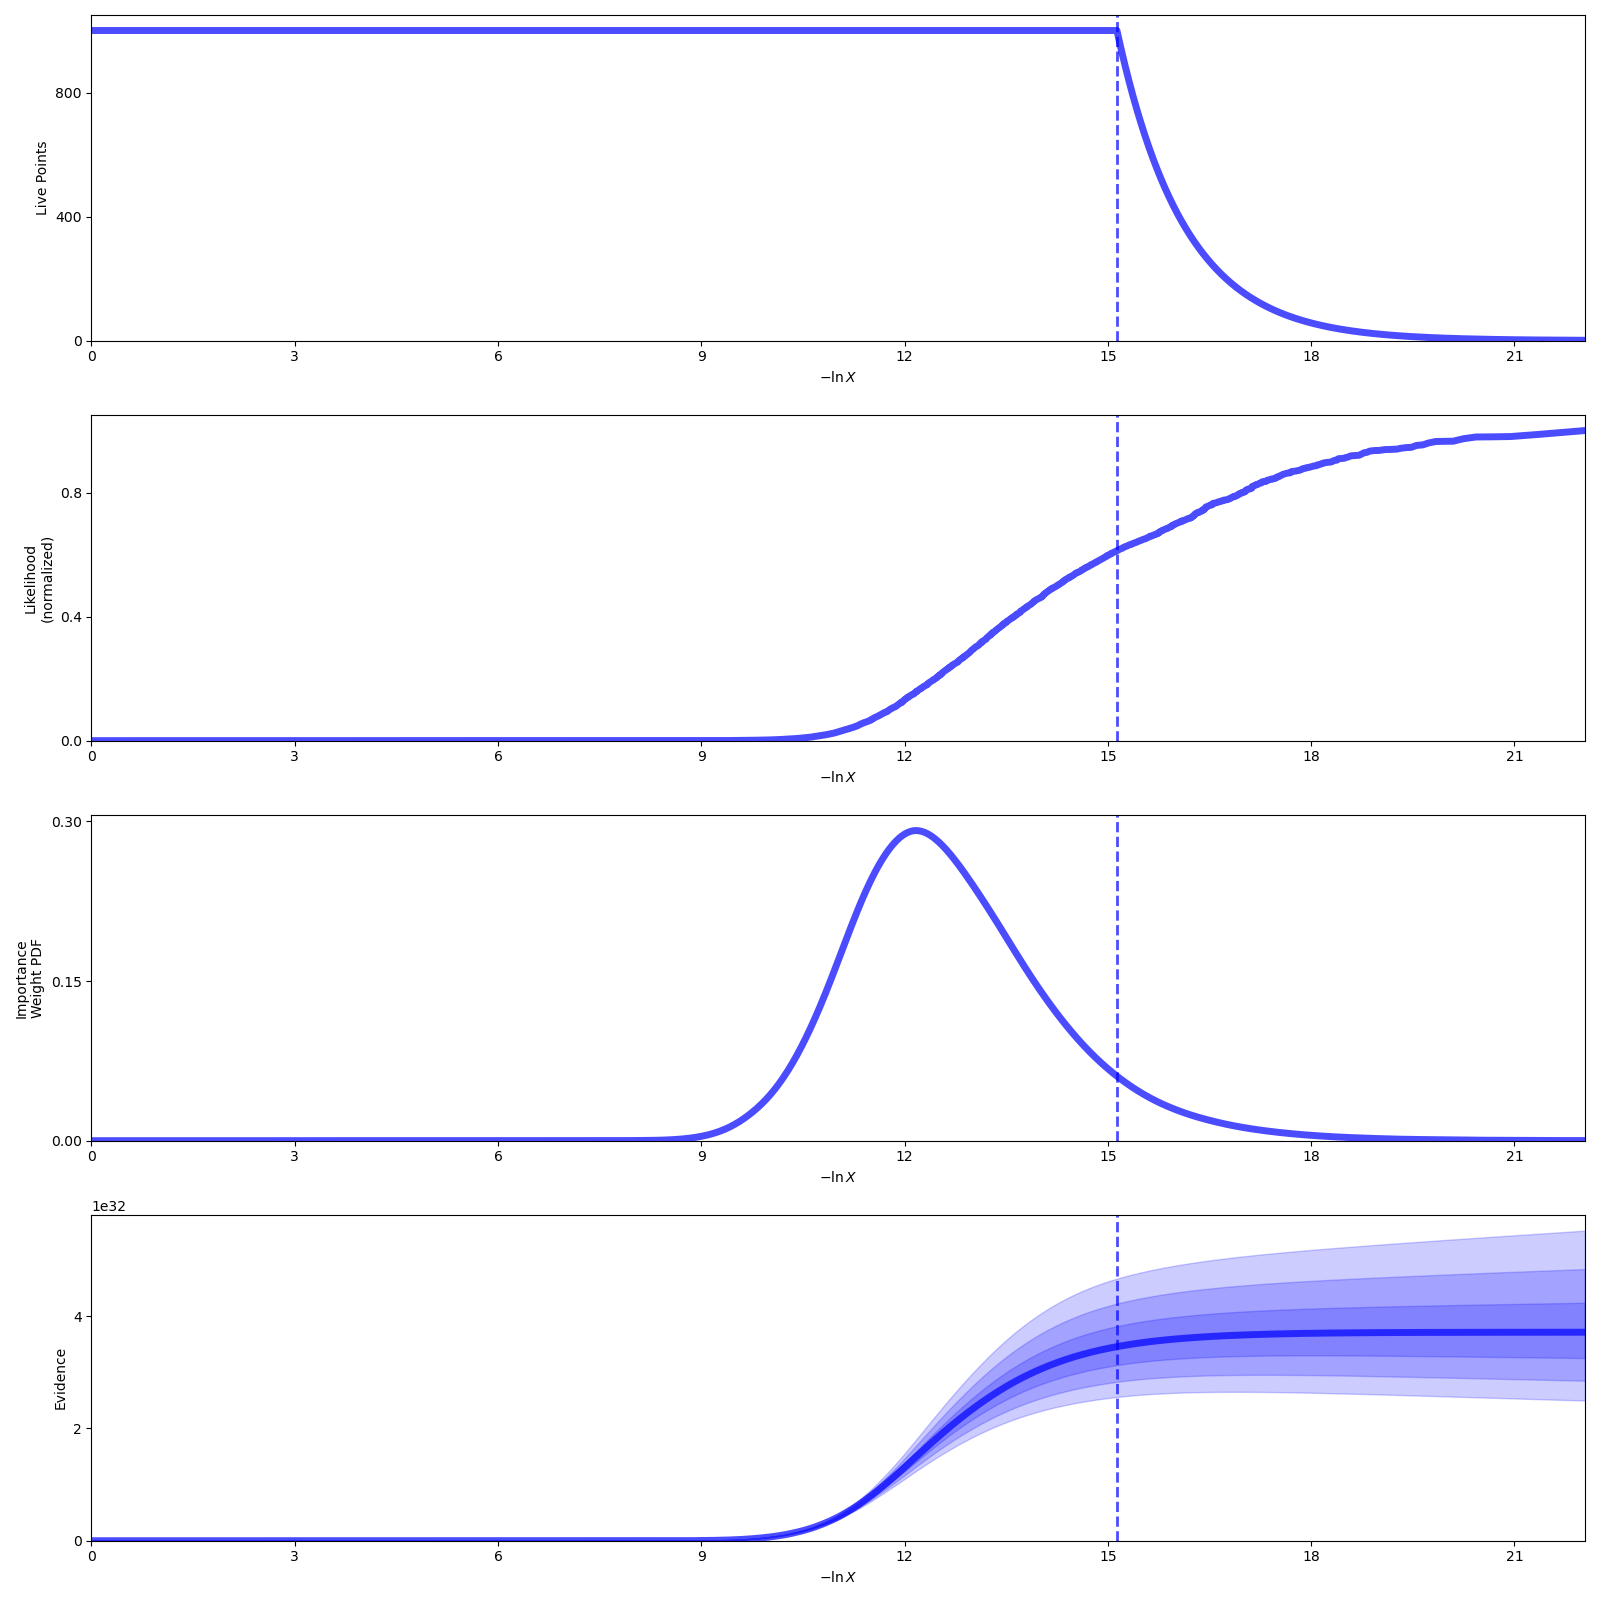 800
400
0
Live Points
0 3 6 9 12 15 18 21
−ln X
0.8
0.4
0.0
Likelihood
(normalized)
0 3 6 9 12 15 18 21
−ln X
0.30
0.15
0.00
Importance
Weight PDF
0 3 6 9 12 15 18 21
−ln X
1e32
4
2
0
Evidence
0 3 6 9 12 15 18 21
−ln X